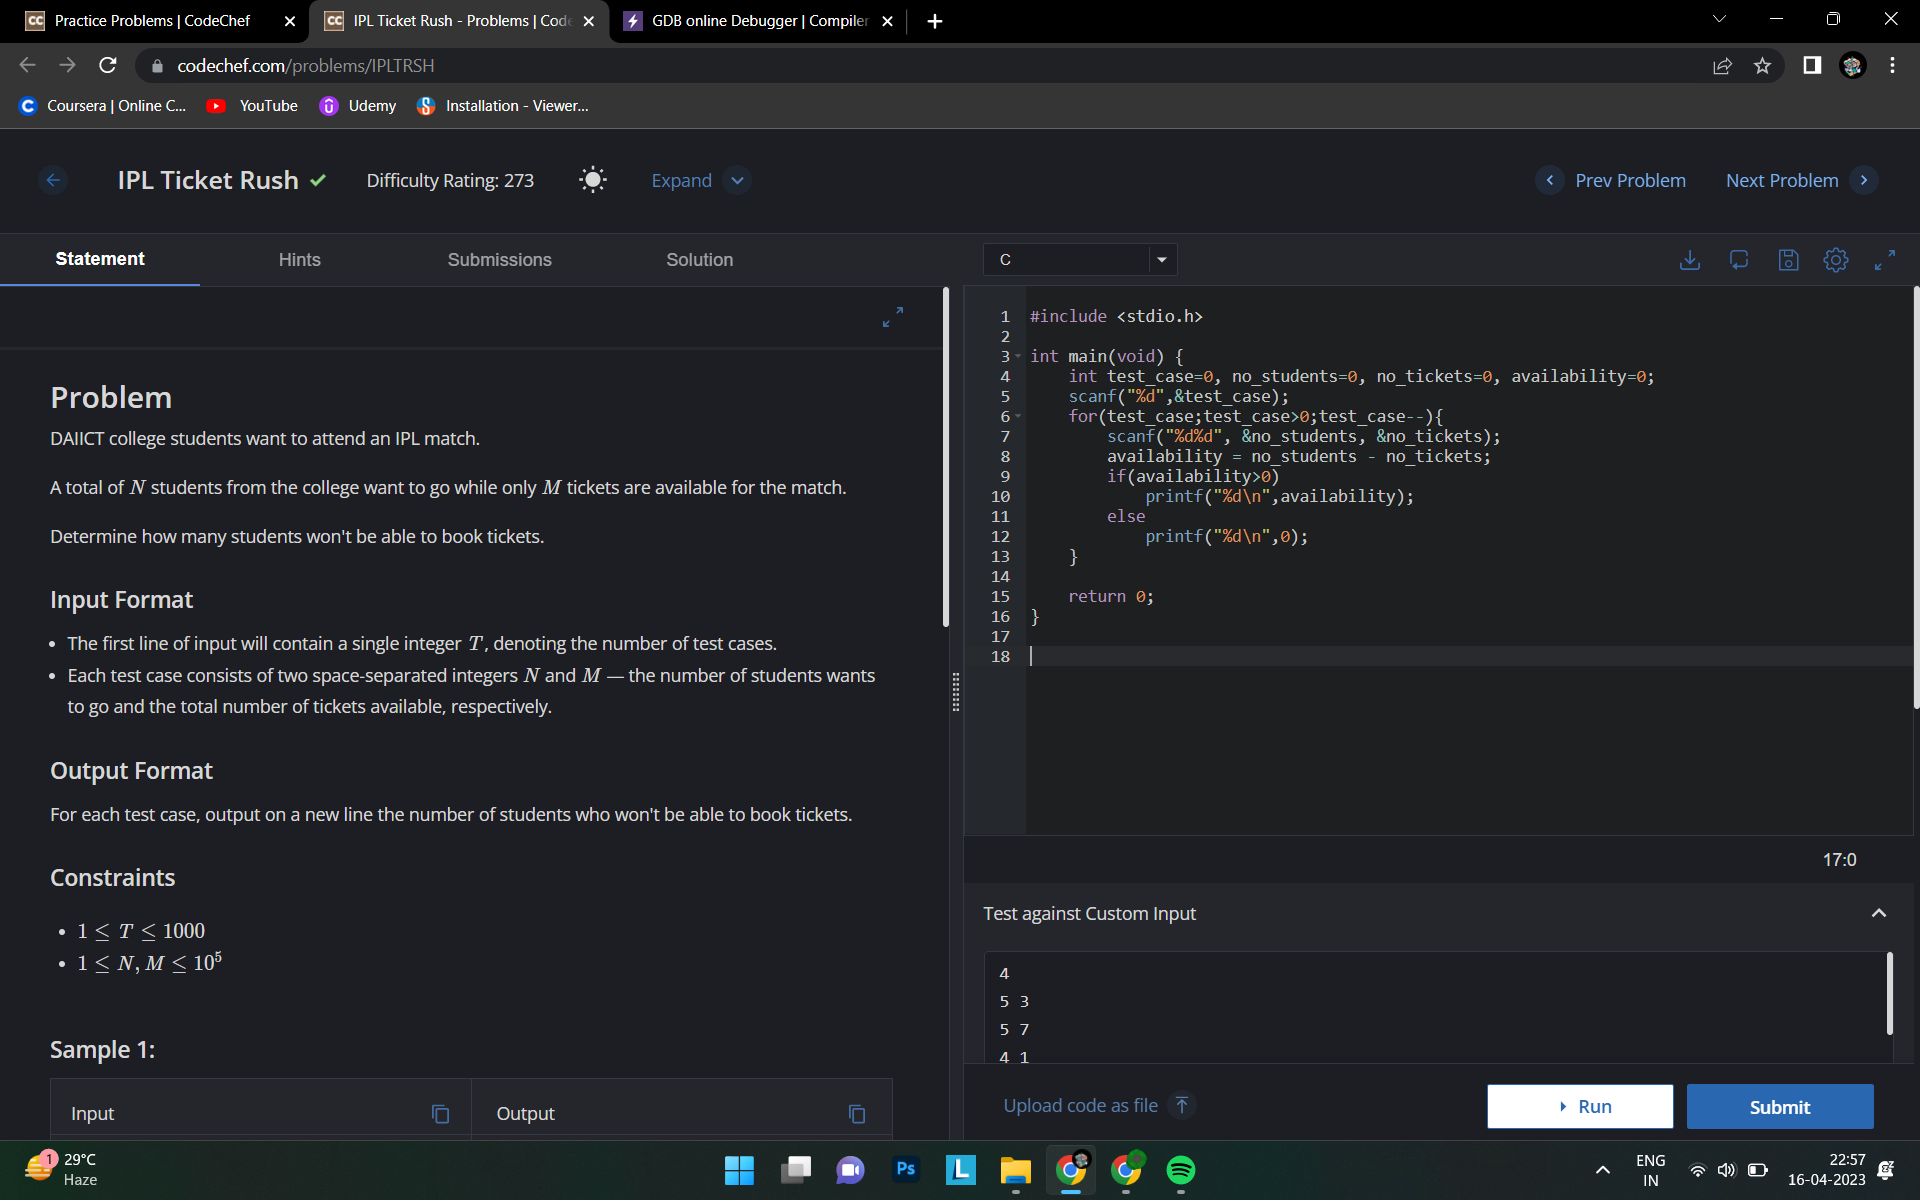 Practice Problems | CodeChef
IPL Ticket Rush - Problems | Code
GDB online Debugger | Compiler
codechef.com/problems/IPLTRSH
Coursera | Online C... YouTube Udemy Installation - Viewer...
IPL Ticket Rush Difficulty Rating: 273 Expand Prev Problem Next Problem
Statement Hints Submissions Solution
Problem
DAIICT college students want to attend an IPL match.
A total of N students from the college want to go while only M tickets are available for the match.
Determine how many students won't be able to book tickets.
Input Format
• The first line of input will contain a single integer T, denoting the number of test cases.
• Each test case consists of two space-separated integers N and M — the number of students wants
to go and the total number of tickets available, respectively.
Output Format
For each test case, output on a new line the number of students who won't be able to book tickets.
Constraints
• 1 ≤ T ≤ 1000
• 1 ≤ N, M ≤ 10⁵
Sample 1:
Input Output
C
1 #include <stdio.h>
2
3 int main(void) {
4     int test_case=0, no_students=0, no_tickets=0, availability=0;
5     scanf("%d",&test_case);
6     for(test_case;test_case>0;test_case--){
7         scanf("%d%d", &no_students, &no_tickets);
8         availability = no_students - no_tickets;
9         if(availability>0)
10             printf("%d\n",availability);
11         else
12             printf("%d\n",0);
13     }
14
15     return 0;
16 }
17
18
17:0
Test against Custom Input
4
5 3
5 7
4 1
Upload code as file Run Submit
1 29°C
Haze
Ps L
ENG
IN
22:57
16-04-2023